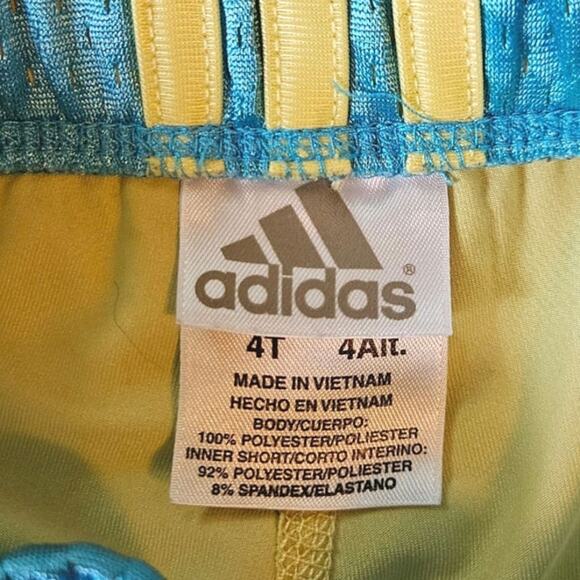 adidas®
4T 4Alt.
MADE IN VIETNAM
HECHO EN VIETNAM
BODY/CUERPO:
100% POLYESTER/POLIESTER
INNER SHORT/CORTO INTERINO:
92% POLYESTER/POLIESTER
8% SPANDEX/ELASTANO